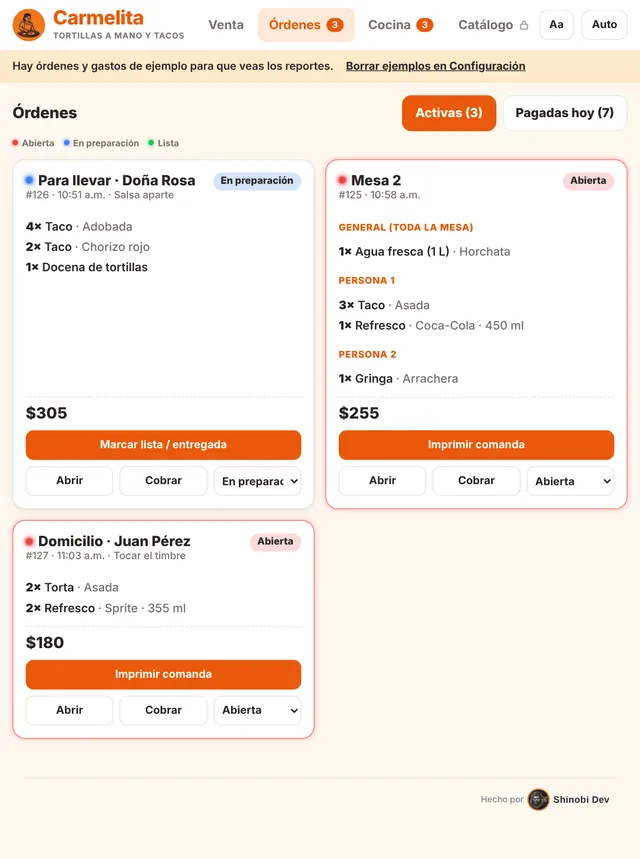 Carmelita
TORTILLAS A MANO Y TACOS
Venta
Órdenes 3
Cocina 3
Catálogo
Aa
Auto
Hay órdenes y gastos de ejemplo para que veas los reportes. Borrar ejemplos en Configuración
Órdenes
Activas (3)
Pagadas hoy (7)
Abierta
En preparación
Lista
Para llevar · Doña Rosa
En preparación
#126 · 10:51 a.m. · Salsa aparte
4× Taco · Adobada
2× Taco · Chorizo rojo
1× Docena de tortillas
$305
Marcar lista / entregada
Abrir
Cobrar
En preparac
Mesa 2
Abierta
#125 · 10:58 a.m.
GENERAL (TODA LA MESA)
1× Agua fresca (1 L) · Horchata
PERSONA 1
3× Taco · Asada
1× Refresco · Coca-Cola · 450 ml
PERSONA 2
1× Gringa · Arrachera
$255
Imprimir comanda
Abrir
Cobrar
Abierta
Domicilio · Juan Pérez
Abierta
#127 · 11:03 a.m. · Tocar el timbre
2× Torta · Asada
2× Refresco · Sprite · 355 ml
$180
Imprimir comanda
Abrir
Cobrar
Abierta
Hecho por Shinobi Dev